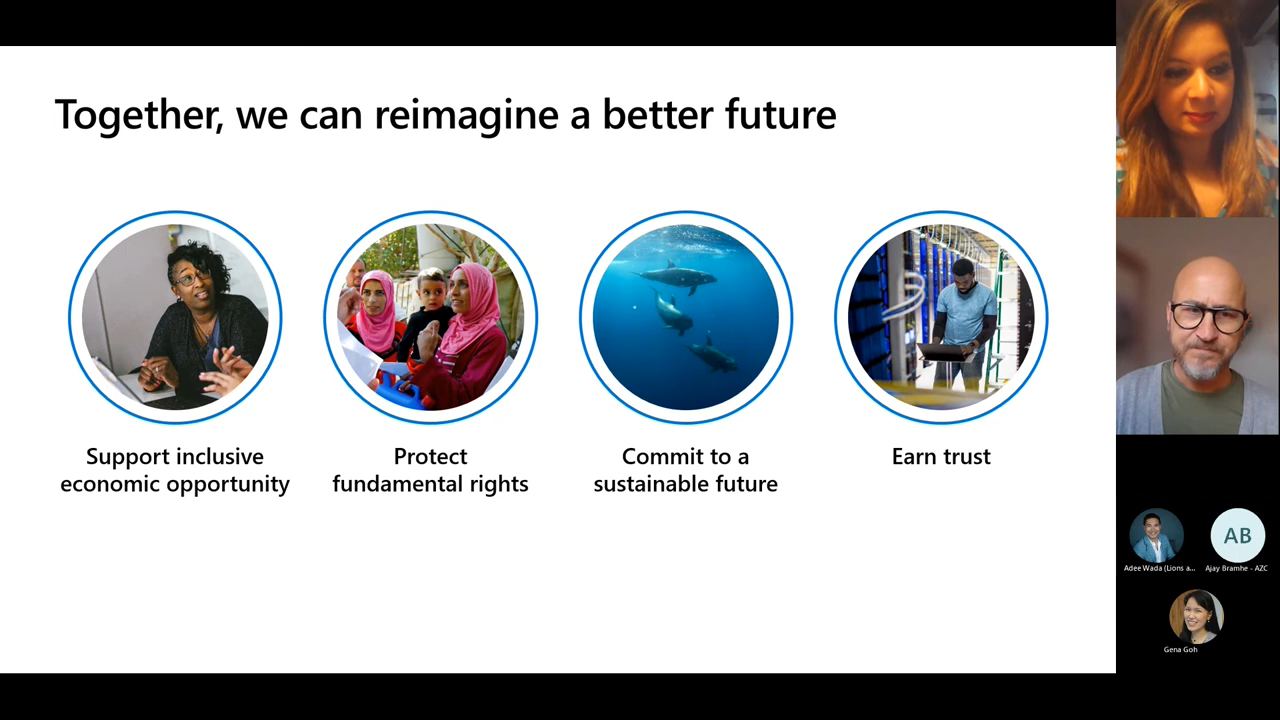 Together, we can reimagine a better future
Support inclusive
economic opportunity
Protect
fundamental rights
Commit to a
sustainable future
Earn trust
AB
Adee Wada (Lions a...
Ajay Bramhe - AZC
Gena Goh